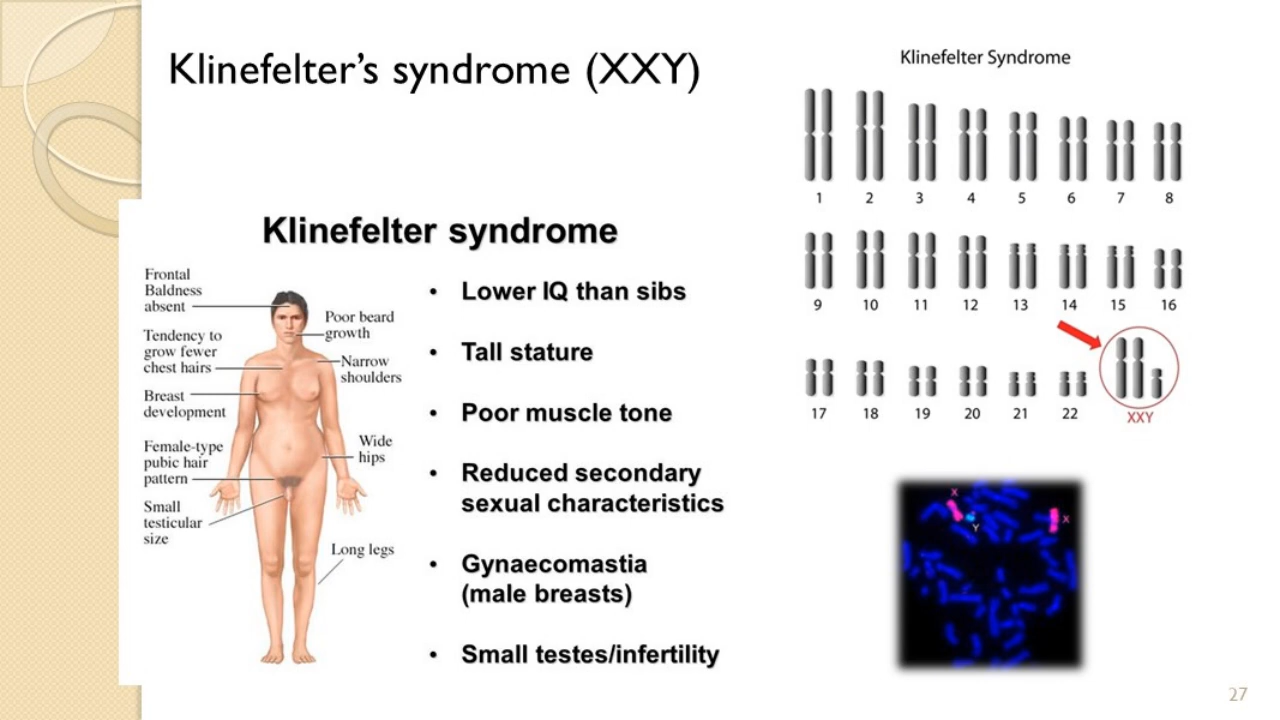 Klinefelter’s syndrome (XXY)
Klinefelter syndrome
Frontal
Baldness
absent
Tendency to
grow fewer
chest hairs
Breast
development
Female-type
pubic hair
pattern
Small
testicular
size
Poor beard
growth
Narrow
shoulders
Wide
hips
Long legs
• Lower IQ than sibs
• Tall stature
• Poor muscle tone
• Reduced secondary
sexual characteristics
• Gynaecomastia
(male breasts)
• Small testes/infertility
Klinefelter Syndrome
1 2 3 4 5 6 7 8
9 10 11 12 13 14 15 16
17 18 19 20 21 22 XXY
X
Y
X
27